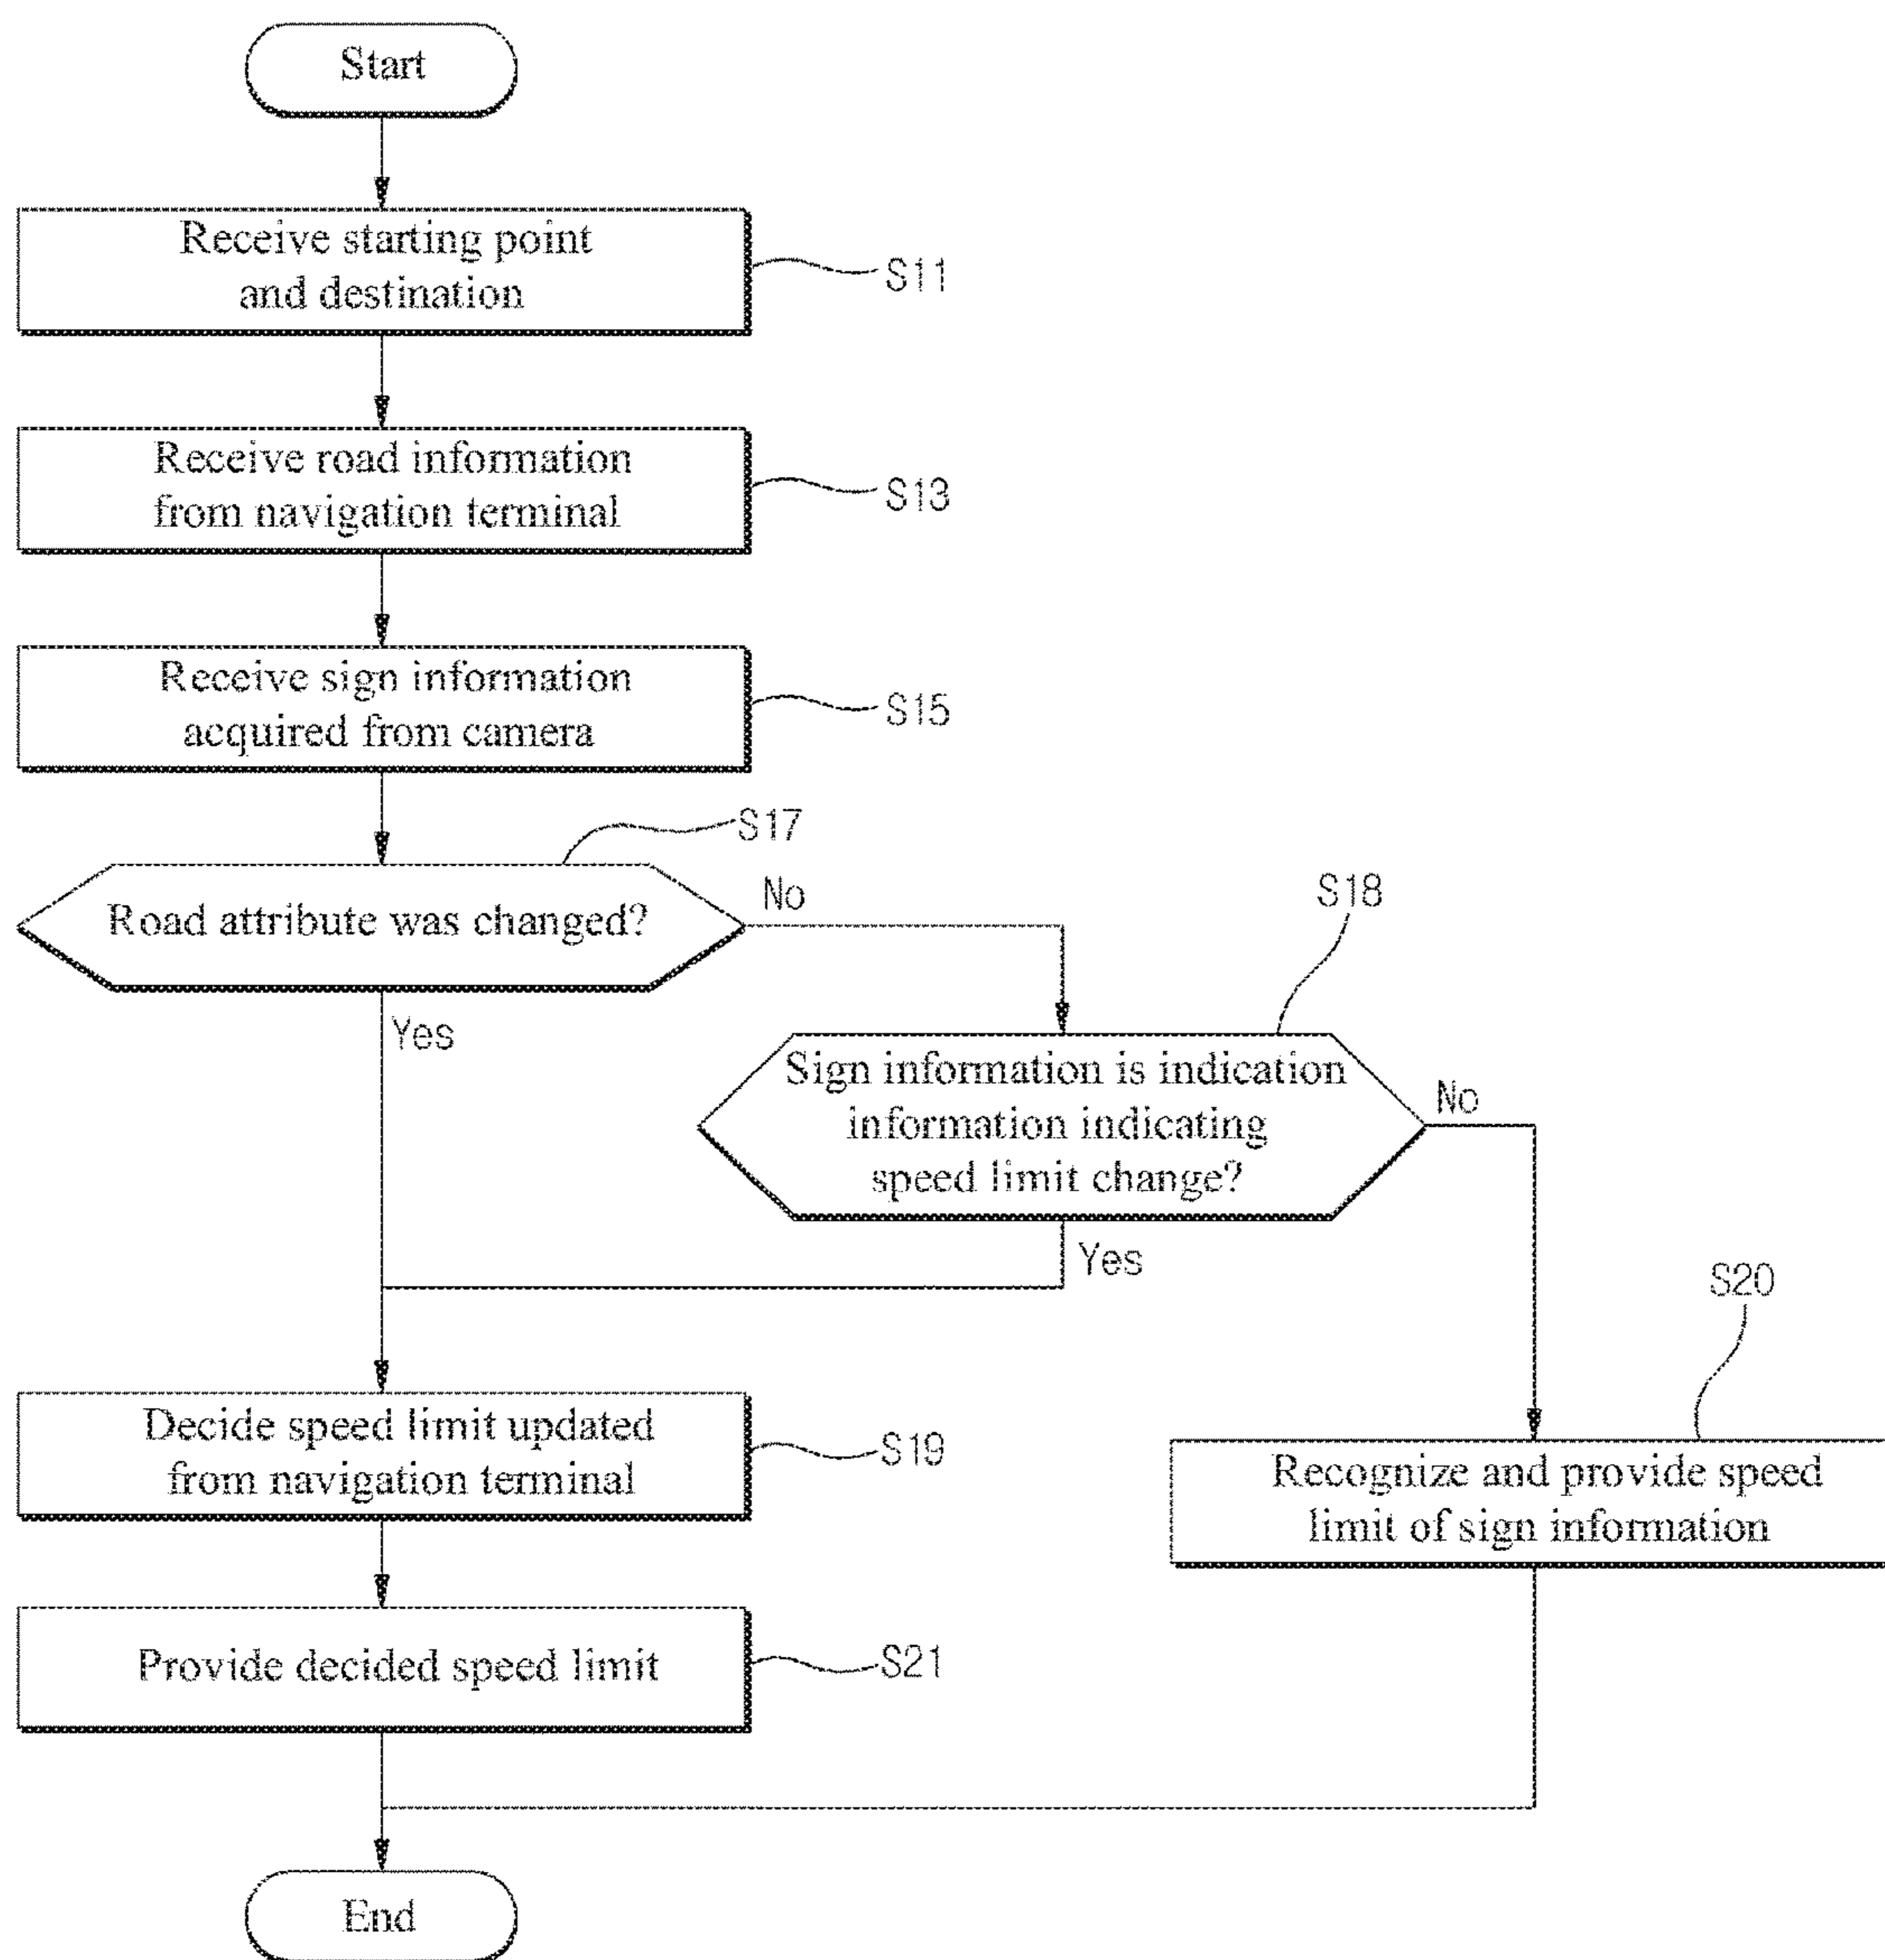 Start
Receive starting point
and destination
S11
Receive road information
from navigation terminal
S13
Receive sign information
acquired from camera
S15
S17
Road attribute was changed?
No
Yes
S18
Sign information is indication
information indicating
speed limit change?
No
Yes
S20
Decide speed limit updated
from navigation terminal
S19
Recognize and provide speed
limit of sign information
Provide decided speed limit
S21
End